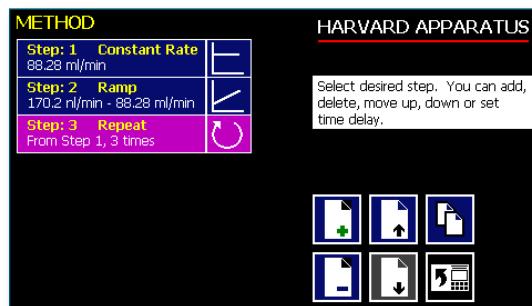 METHOD
Step: 1 Constant Rate
88.28 ml/min
Step: 2 Ramp
170.2 nl/min - 88.28 ml/min
Step: 3 Repeat
From Step 1, 3 times
HARVARD APPARATUS
Select desired step. You can add,
delete, move up, down or set
time delay.